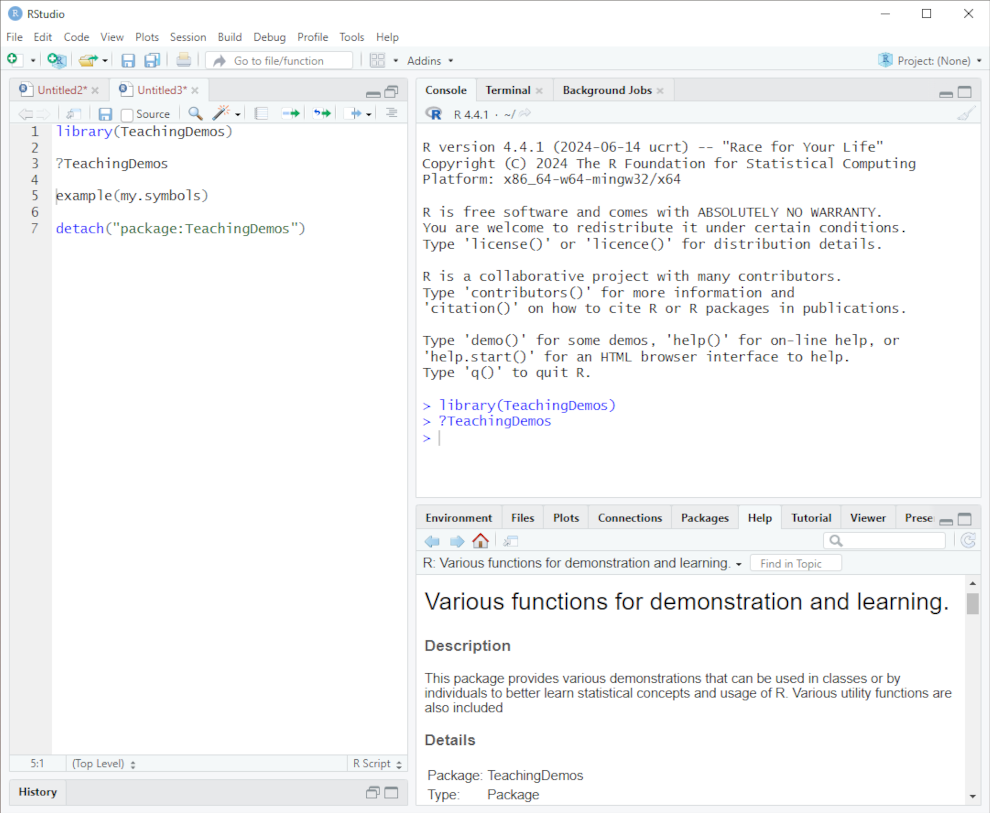 RStudio
File Edit Code View Plots Session Build Debug Profile Tools Help
Go to file/function Addins Project: (None)
Untitled2* Untitled3*
Source
1 library(TeachingDemos)
2
3 ?TeachingDemos
4
5 example(my.symbols)
6
7 detach("package:TeachingDemos")
5:1 (Top Level) R Script
History
Console Terminal Background Jobs
R 4.4.1 · ~/
R version 4.4.1 (2024-06-14 ucrt) -- "Race for Your Life"
Copyright (C) 2024 The R Foundation for Statistical Computing
Platform: x86_64-w64-mingw32/x64
R is free software and comes with ABSOLUTELY NO WARRANTY.
You are welcome to redistribute it under certain conditions.
Type 'license()' or 'licence()' for distribution details.
R is a collaborative project with many contributors.
Type 'contributors()' for more information and
'citation()' on how to cite R or R packages in publications.
Type 'demo()' for some demos, 'help()' for on-line help, or
'help.start()' for an HTML browser interface to help.
Type 'q()' to quit R.
> library(TeachingDemos)
> ?TeachingDemos
>
Environment Files Plots Connections Packages Help Tutorial Viewer Prese
R: Various functions for demonstration and learning. Find in Topic
Various functions for demonstration and learning.
Description
This package provides various demonstrations that can be used in classes or by
individuals to better learn statistical concepts and usage of R. Various utility functions are
also included
Details
Package: TeachingDemos
Type: Package